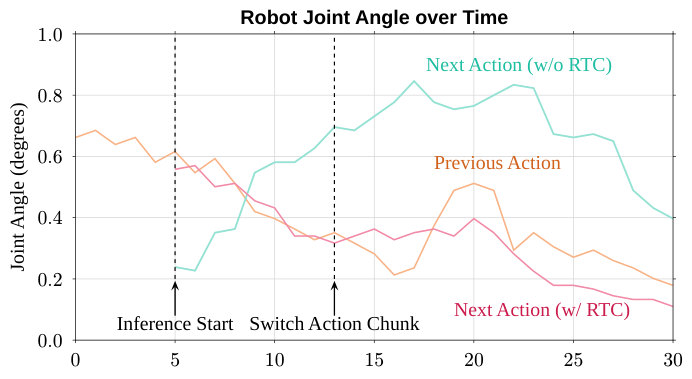 Robot Joint Angle over Time
1.0
0.8
0.6
0.4
0.2
0.0
Joint Angle (degrees)
Next Action (w/o RTC)
Previous Action
Next Action (w/ RTC)
Inference Start
Switch Action Chunk
0 5 10 15 20 25 30